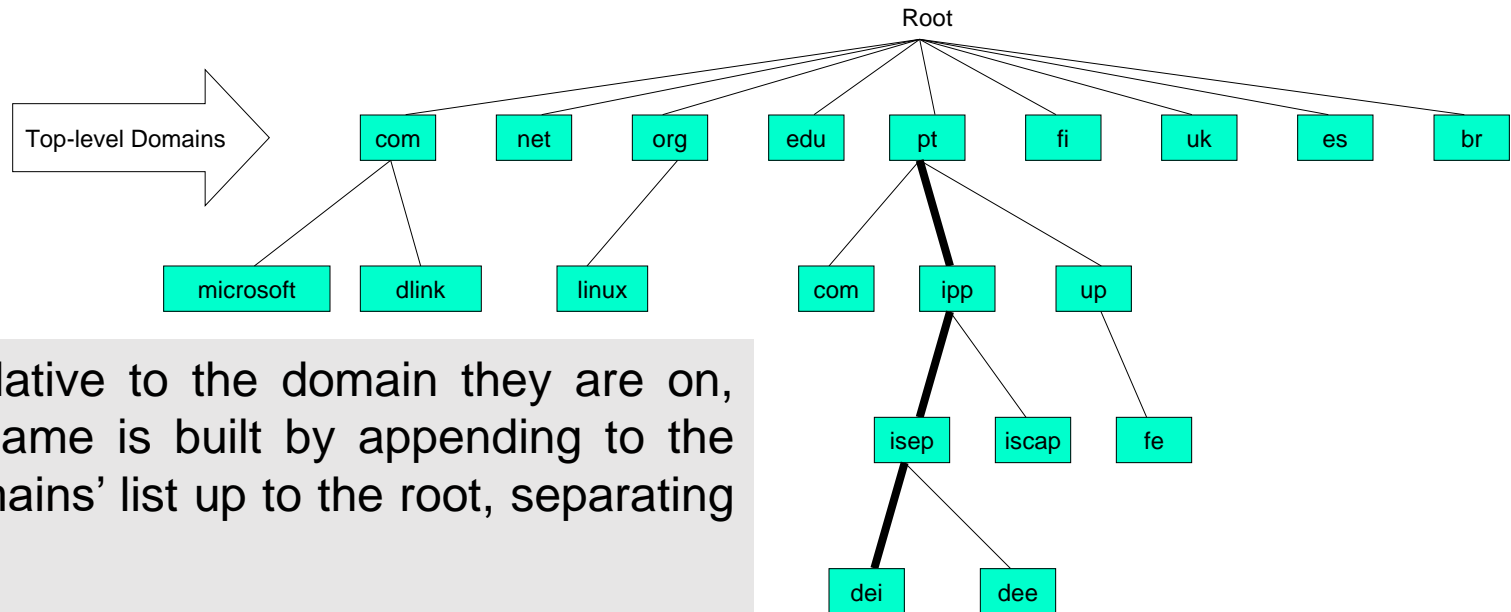 Root
Top-level Domains
com net org edu pt fi uk es br
microsoft dlink linux com ipp up
lative to the domain they are on,
ame is built by appending to the
mains' list up to the root, separating
isep iscap fe
dei dee